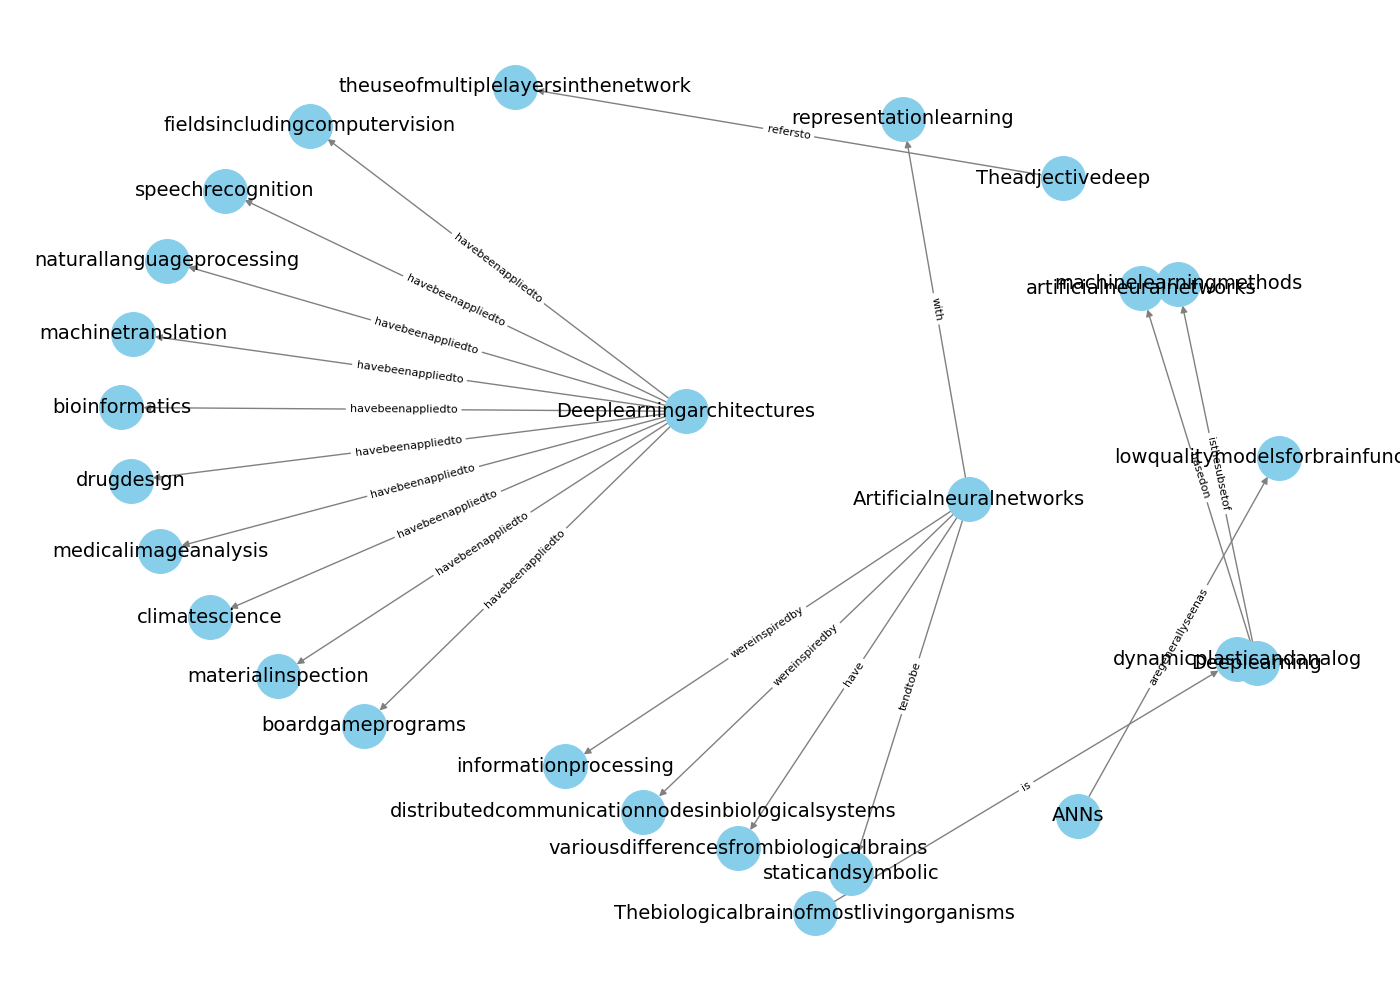 theuseofmultiplelayersinthenetwork
representationlearning
fieldsincludingcomputervision
refersto
Theadjectivedeep
speechrecognition
naturallanguageprocessing
havebeenappliedto
machinelearningmethods
artificialneuralnetworks
havebeenappliedto
with
machinetranslation
havebeenappliedto
havebeenappliedto
bioinformatics
havebeenappliedto
Deeplearningarchitectures
havebeenappliedto
lowqualitymodelsforbrainfunc
drugdesign
havebeenappliedto
basedon
isthesubsetof
Artificialneuralnetworks
havebeenappliedto
medicalimageanalysis
havebeenappliedto
havebeenappliedto
climatescience
wereinspiredby
aregenerallyseenas
materialinspection
wereinspiredby
have
tendtobe
dynamicplasticandanalog
Deeplearning
boardgameprograms
informationprocessing
is
distributedcommunicationnodesinbiologicalsystems
ANNs
variousdifferencesfrombiologicalbrains
staticandsymbolic
Thebiologicalbrainofmostlivingorganisms